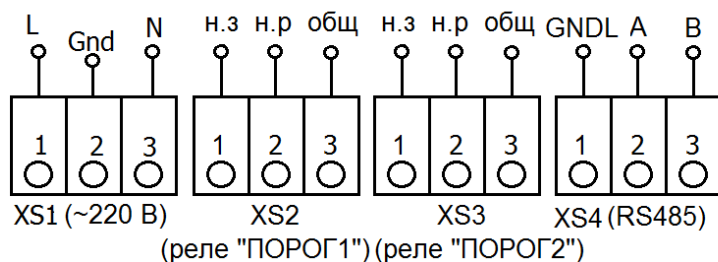 L Gnd N н.з н.р общ н.з н.р общ GNDL A B
1 2 3 1 2 3 1 2 3 1 2 3
XS1 (~220 В) XS2 XS3 XS4 (RS485)
(реле "ПОРОГ1") (реле "ПОРОГ2")